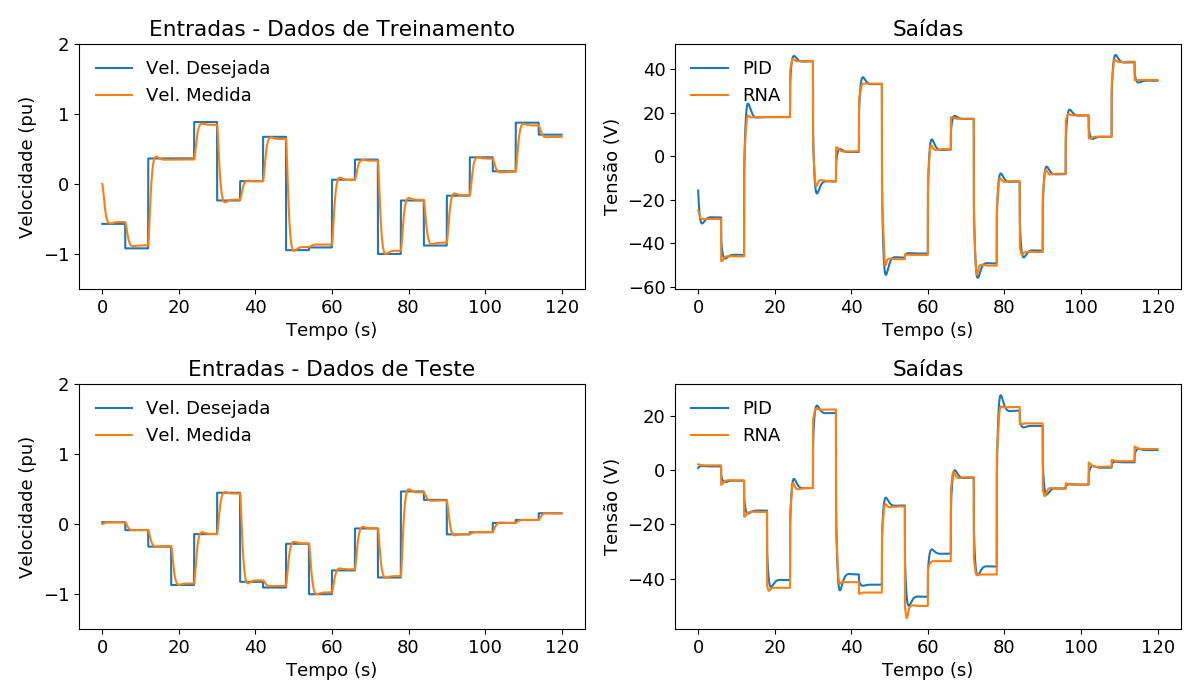 Entradas - Dados de Treinamento
Vel. Desejada
Vel. Medida
Velocidade (pu)
2
1
0
−1
0 20 40 60 80 100 120
Tempo (s)
Saídas
PID
RNA
Tensão (V)
40
20
0
−20
−40
−60
0 20 40 60 80 100 120
Tempo (s)
Entradas - Dados de Teste
Vel. Desejada
Vel. Medida
Velocidade (pu)
2
1
0
−1
0 20 40 60 80 100 120
Tempo (s)
Saídas
PID
RNA
Tensão (V)
20
0
−20
−40
0 20 40 60 80 100 120
Tempo (s)